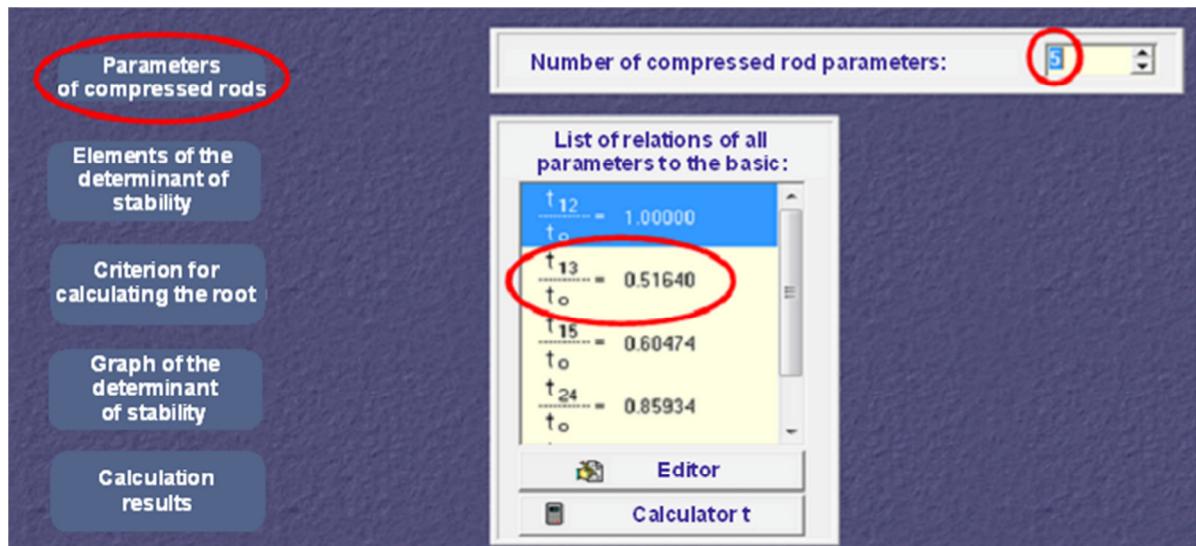 Parameters
of compressed rods
Elements of the
determinant of
stability
Criterion for
calculating the root
Graph of the
determinant
of stability
Calculation
results
Number of compressed rod parameters: 5
List of relations of all
parameters to the basic:
t12/to = 1.00000
t13/to = 0.51640
t15/to = 0.60474
t24/to = 0.85934
Editor
Calculator t